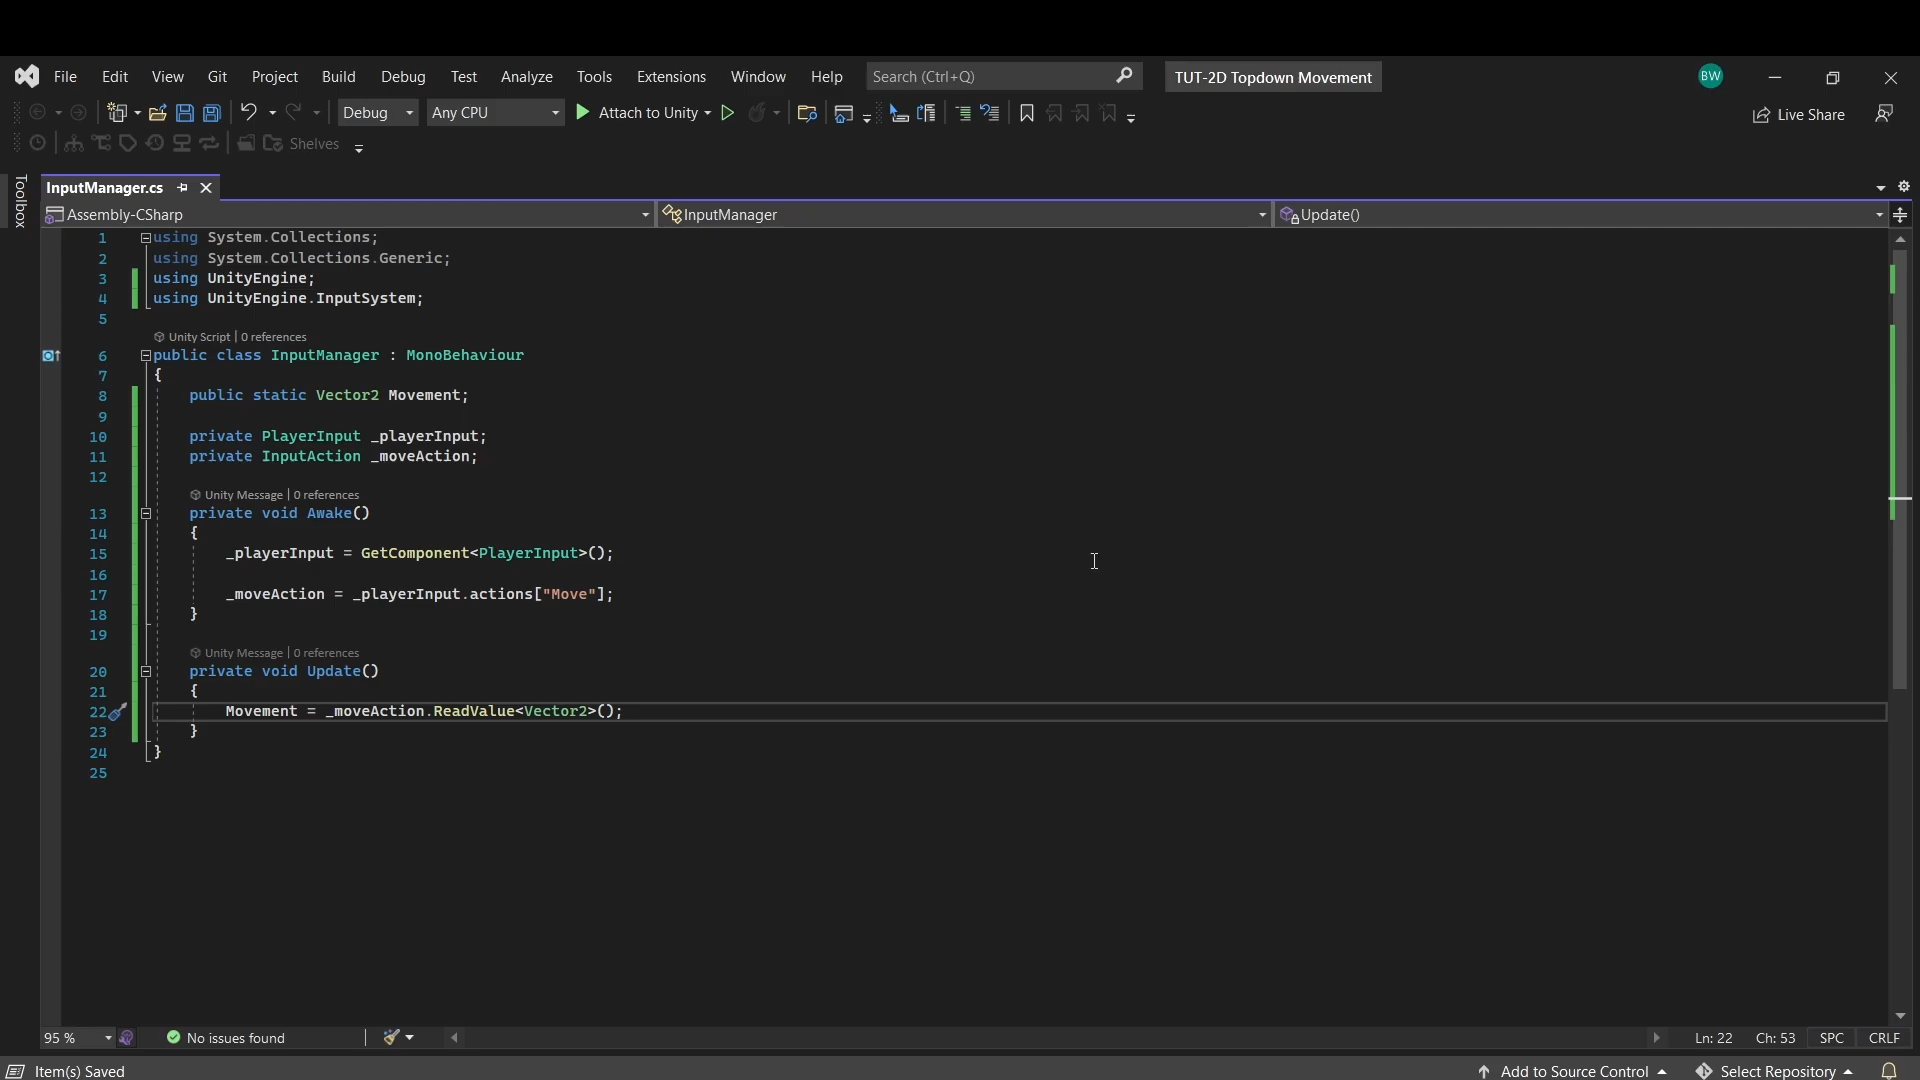 File Edit View Git Project Build Debug Test Analyze Tools Extensions Window Help Search (Ctrl+Q) TUT-2D Topdown Movement BW
Debug Any CPU Attach to Unity Live Share
Shelves
Toolbox
InputManager.cs
Assembly-CSharp InputManager Update()
1 using System.Collections;
2 using System.Collections.Generic;
3 using UnityEngine;
4 using UnityEngine.InputSystem;
5
Unity Script | 0 references
6 public class InputManager : MonoBehaviour
7 {
8 public static Vector2 Movement;
9
10 private PlayerInput _playerInput;
11 private InputAction _moveAction;
12
Unity Message | 0 references
13 private void Awake()
14 {
15 _playerInput = GetComponent<PlayerInput>();
16
17 _moveAction = _playerInput.actions["Move"];
18 }
19
Unity Message | 0 references
20 private void Update()
21 {
22 Movement = _moveAction.ReadValue<Vector2>();
23 }
24 }
25
95 % No issues found Ln: 22 Ch: 53 SPC CRLF
Item(s) Saved Add to Source Control Select Repository